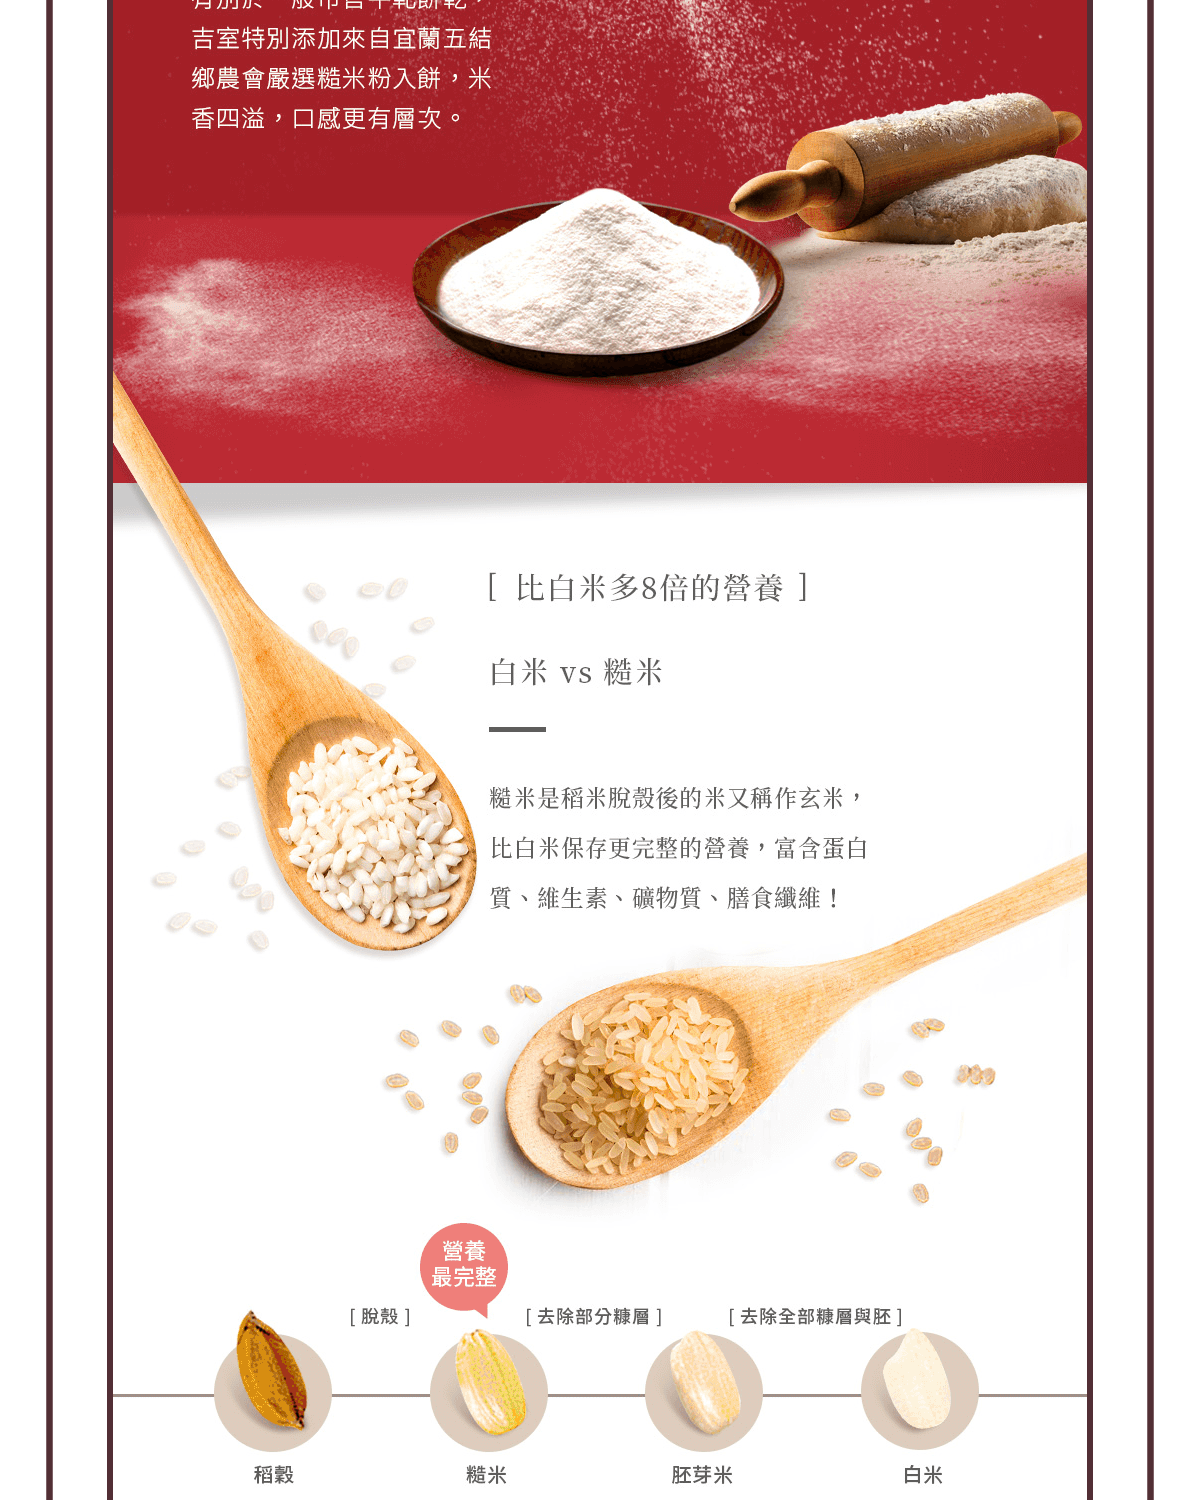 吉室特別添加來自宜蘭五結
鄉農會嚴選糙米粉入餅，米
香四溢，口感更有層次。
[ 比白米多8倍的營養 ]
白米 vs 糙米
糙米是稻米脫殼後的米又稱作玄米，
比白米保存更完整的營養，富含蛋白
質、維生素、礦物質、膳食纖維！
營養
最完整
[ 脫殼 ]
[ 去除部分糠層 ]
[ 去除全部糠層與胚 ]
稻穀
糙米
胚芽米
白米